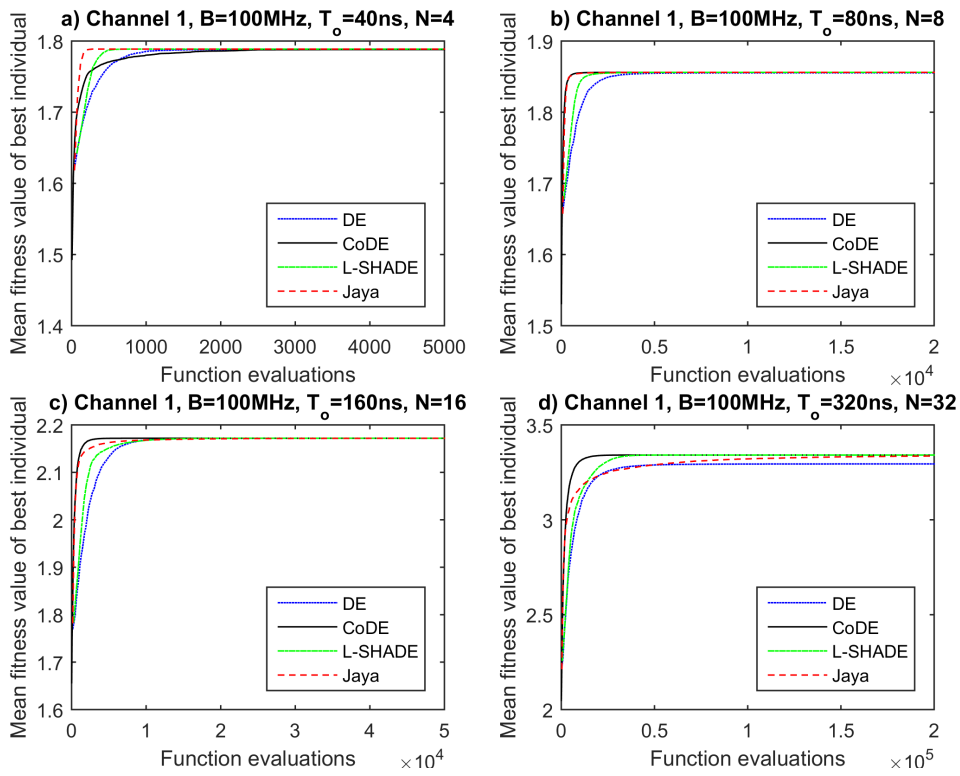 a) Channel 1, B=100MHz, T_o=40ns, N=4
Mean fitness value of best individual
1.8
1.7
1.6
1.5
1.4
DE
CoDE
L-SHADE
Jaya
0 1000 2000 3000 4000 5000
Function evaluations
b) Channel 1, B=100MHz, T_o=80ns, N=8
Mean fitness value of best individual
1.9
1.8
1.7
1.6
1.5
DE
CoDE
L-SHADE
Jaya
0 0.5 1 1.5 2
Function evaluations ×10^4
c) Channel 1, B=100MHz, T_o=160ns, N=16
Mean fitness value of best individual
2.2
2.1
2
1.9
1.8
1.7
1.6
DE
CoDE
L-SHADE
Jaya
0 1 2 3 4 5
Function evaluations ×10^4
d) Channel 1, B=100MHz, T_o=320ns, N=32
Mean fitness value of best individual
3.5
3
2.5
2
DE
CoDE
L-SHADE
Jaya
0 0.5 1 1.5 2
Function evaluations ×10^5